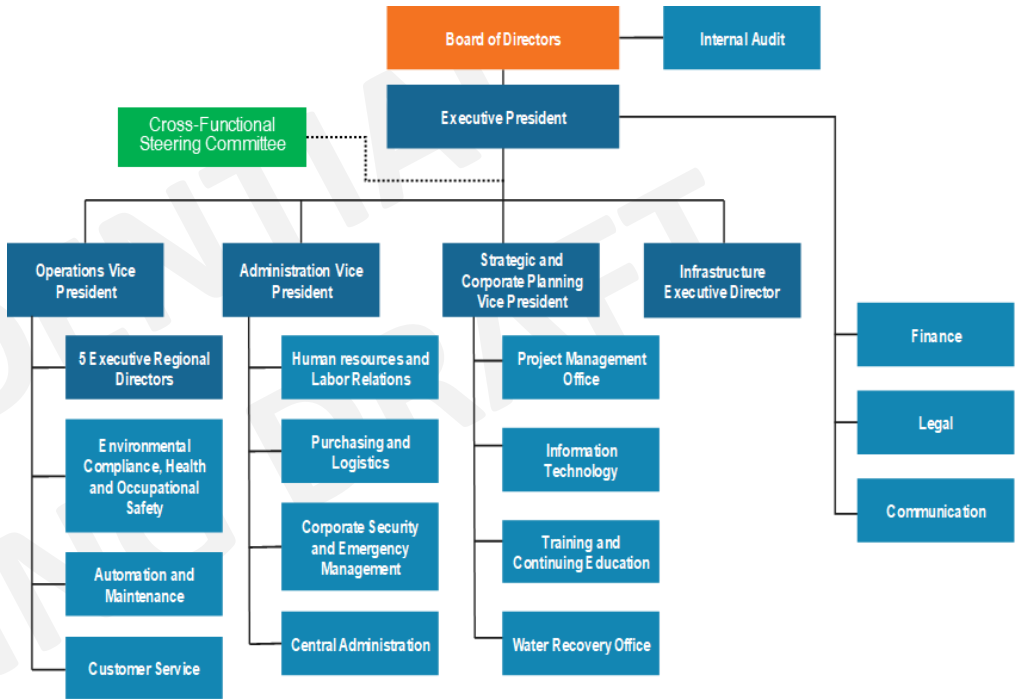 Board of Directors
Internal Audit
Executive President
Cross-Functional
Steering Committee
Operations Vice
President
Administration Vice
President
Strategic and
Corporate Planning
Vice President
Infrastructure
Executive Director
5 Executive Regional
Directors
Environmental
Compliance, Health
and Occupational
Safety
Automation and
Maintenance
Customer Service
Human resources and
Labor Relations
Purchasing and
Logistics
Corporate Security
and Emergency
Management
Central Administration
Project Management
Office
Information
Technology
Training and
Continuing Education
Water Recovery Office
Finance
Legal
Communication
DENTIAL
ING DRAFT